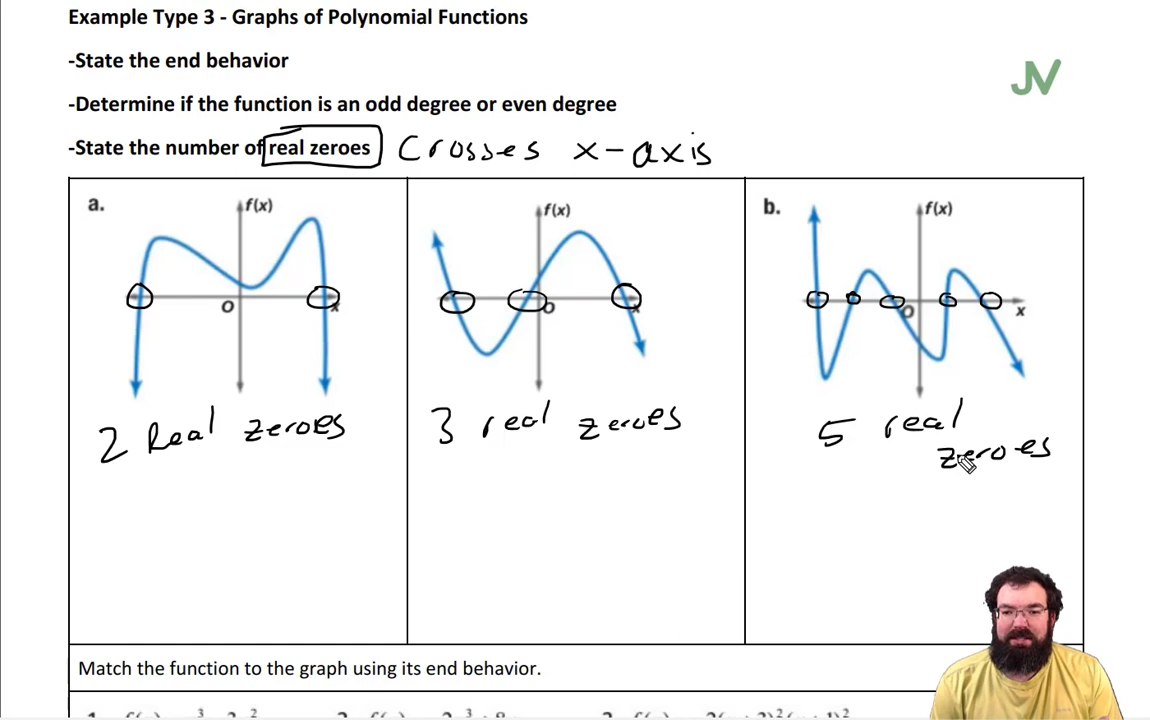 Example Type 3 - Graphs of Polynomial Functions
JV
-State the end behavior
-Determine if the function is an odd degree or even degree
-State the number of real zeroes Crosses x-axis
a. f(x) f(x) b. f(x)
O x O x O x
2 Real zeroes 3 real zeroes 5 real
zeroes
Match the function to the graph using its end behavior.